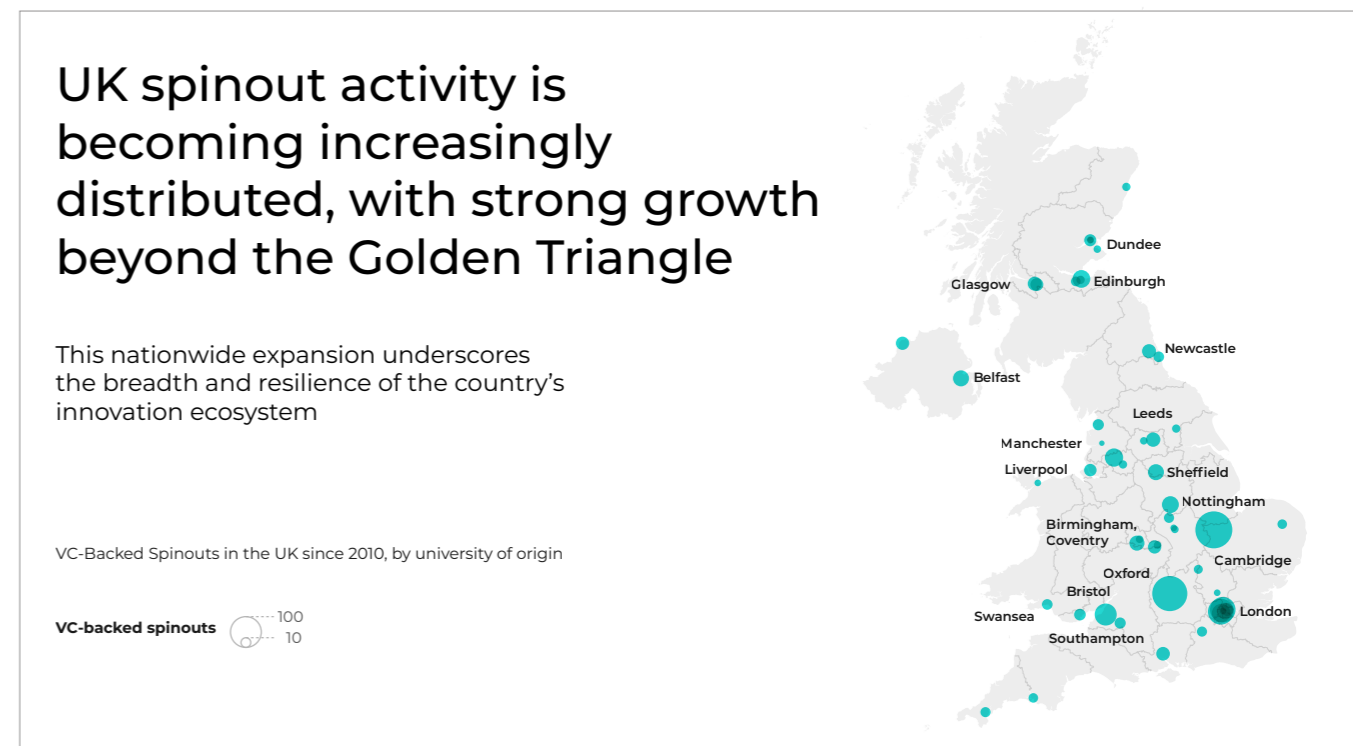 UK spinout activity is
becoming increasingly
distributed, with strong growth
beyond the Golden Triangle
This nationwide expansion underscores
the breadth and resilience of the country’s
innovation ecosystem
VC-Backed Spinouts in the UK since 2010, by university of origin
VC-backed spinouts
100
10
Dundee
Glasgow
Edinburgh
Newcastle
Belfast
Leeds
Manchester
Liverpool
Sheffield
Nottingham
Birmingham,
Coventry
Cambridge
Oxford
Bristol
London
Swansea
Southampton